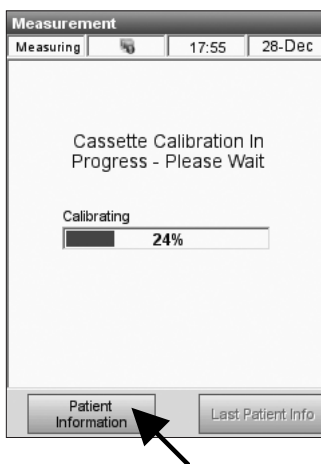 Measurement
Measuring 17:55 28-Dec
Cassette Calibration In
Progress - Please Wait
Calibrating
24%
Patient
Information
Last Patient Info